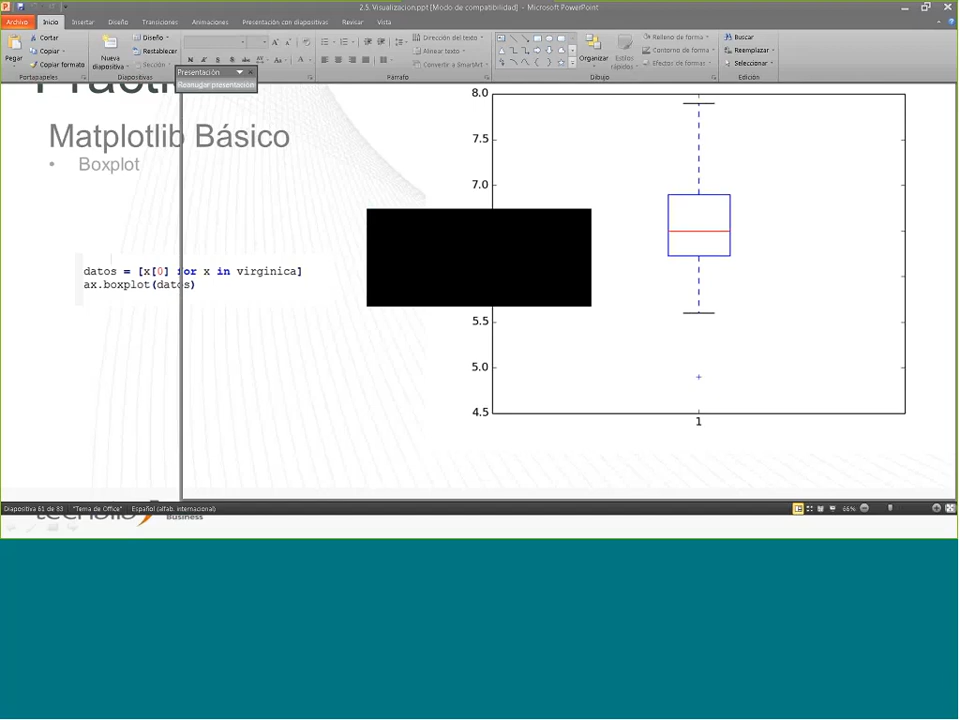 2.5. Visualizacion.ppt [Modo de compatibilidad] - Microsoft PowerPoint
Archivo Inicio Insertar Diseño Transiciones Animaciones Presentación con diapositivas Revisar Vista
Pegar
Cortar
Copiar
Copiar formato
Portapapeles
Nueva diapositiva
Diseño
Restablecer
Sección
Diapositivas
N K S S abc AV Aa A
Párrafo
Dirección del texto
Alinear texto
Convertir a SmartArt
Organizar
Estilos rápidos
Relleno de forma
Contorno de forma
Efectos de formas
Dibujo
Buscar
Reemplazar
Seleccionar
Edición
Presentación
Reanudar presentación
Matplotlib Básico
• Boxplot
datos = [x[0] for x in virginica]
ax.boxplot(datos)
8.0
7.5
7.0
5.5
5.0
4.5
1
Diapositiva 61 de 83 "Tema de Office" Español (alfab. internacional) 66%
Business